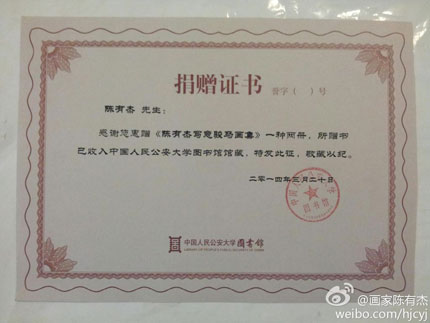 捐赠证书 登字（ ）号
陈有杰 先生：
感谢您惠赠《陈有杰写意骏马画集》一种两册，所赠书
已收入中国人民公安大学图书馆馆藏，特发此证，敬藏以纪。
二零一四年三月二十日
图书馆
中国人民公安大学图書館
@画家陈有杰
weibo.com/hjcyj